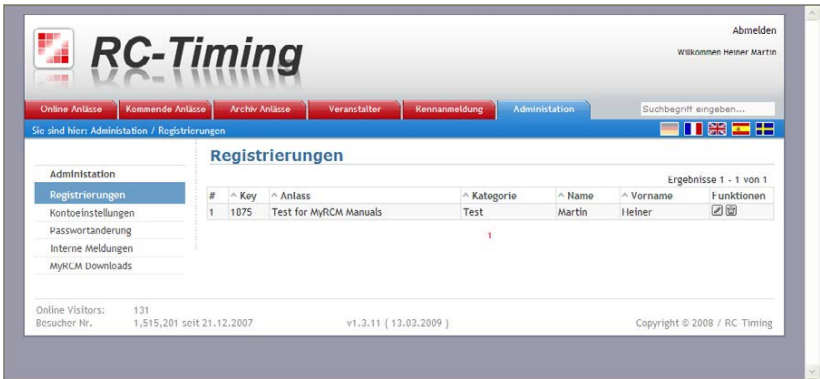 Abmelden
RC-Timing
Willkommen Heiner Martin
Online Anlässe Kommende Anlässe Archiv Anlässe Veranstalter Rennanmeldung Administation Suchbegriff eingeben...
Sie sind hier: Administation / Registrierungen
Registrierungen
Administation
Ergebnisse 1 - 1 von 1
Registrierungen
# ^ Key ^ Anlass ^ Kategorie ^ Name ^ Vorname Funktionen
1 1875 Test for MyRCM Manuals Test Martin Heiner
1
Kontoeinstellungen
Passwortänderung
Interne Meldungen
MyRCM Downloads
Online Visitors: 131
Besucher Nr. 1,515,201 seit 21.12.2007 v1.3.11 ( 13.03.2009 ) Copyright © 2008 / RC-Timing